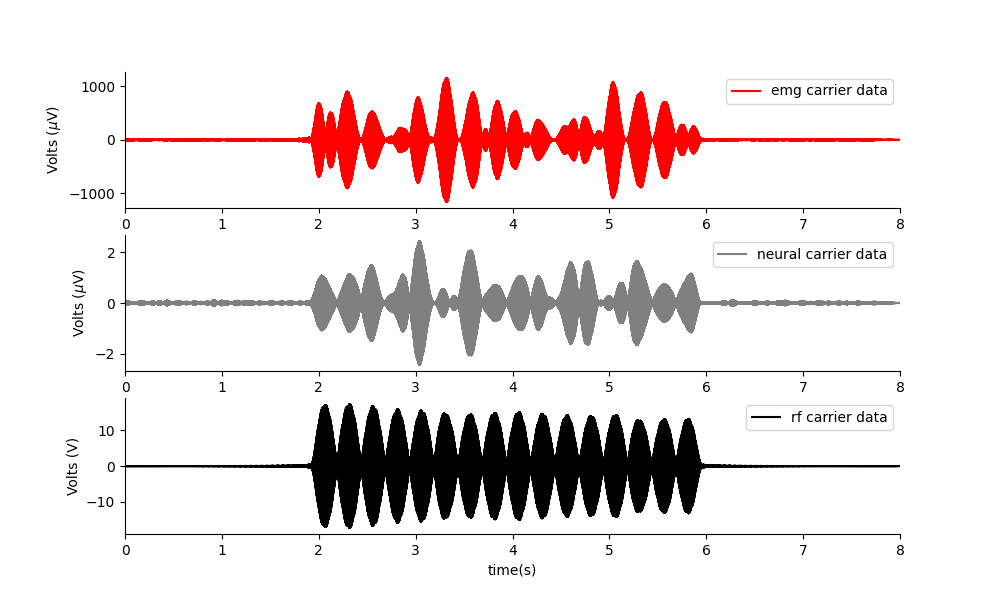 emg carrier data
Volts (μV)
1000
0
−1000
0 1 2 3 4 5 6 7 8
neural carrier data
Volts (μV)
2
0
−2
0 1 2 3 4 5 6 7 8
rf carrier data
Volts (V)
10
0
−10
0 1 2 3 4 5 6 7 8
time(s)